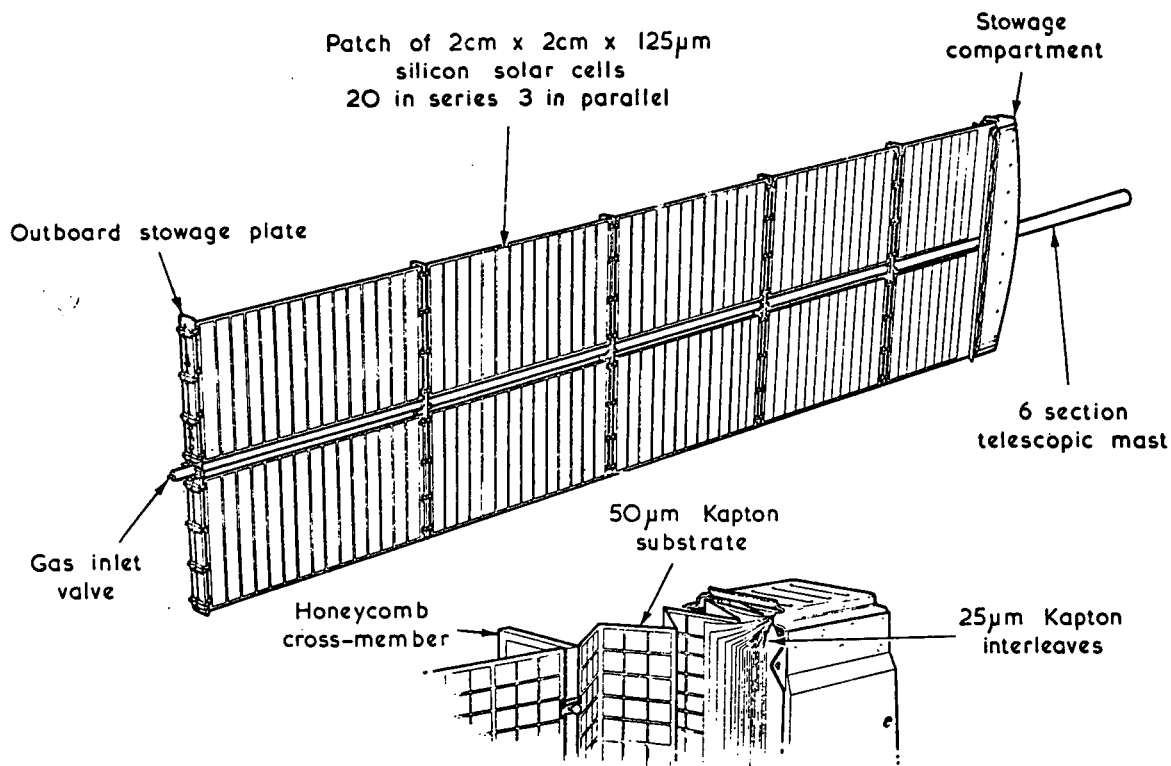 Patch of 2cm x 2cm x 125μm
silicon solar cells
20 in series 3 in parallel
Stowage
compartment
Outboard stowage plate
6 section
telescopic mast
Gas inlet
valve
50μm Kapton
substrate
Honeycomb
cross-member
25μm Kapton
interleaves